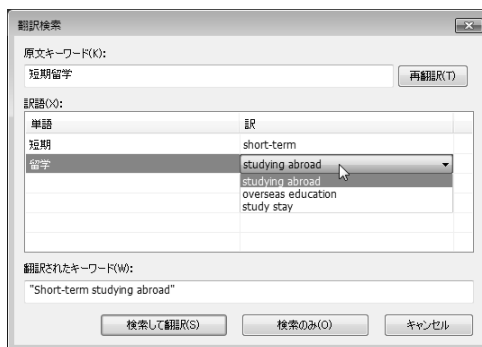 翻訳検索
原文キーワード(K):
短期留学
再翻訳(T)
訳語(X):
単語 訳
短期 short-term
留学 studying abroad
studying abroad
overseas education
study stay
翻訳されたキーワード(W):
"Short-term studying abroad"
検索して翻訳(S) 検索のみ(O) キャンセル